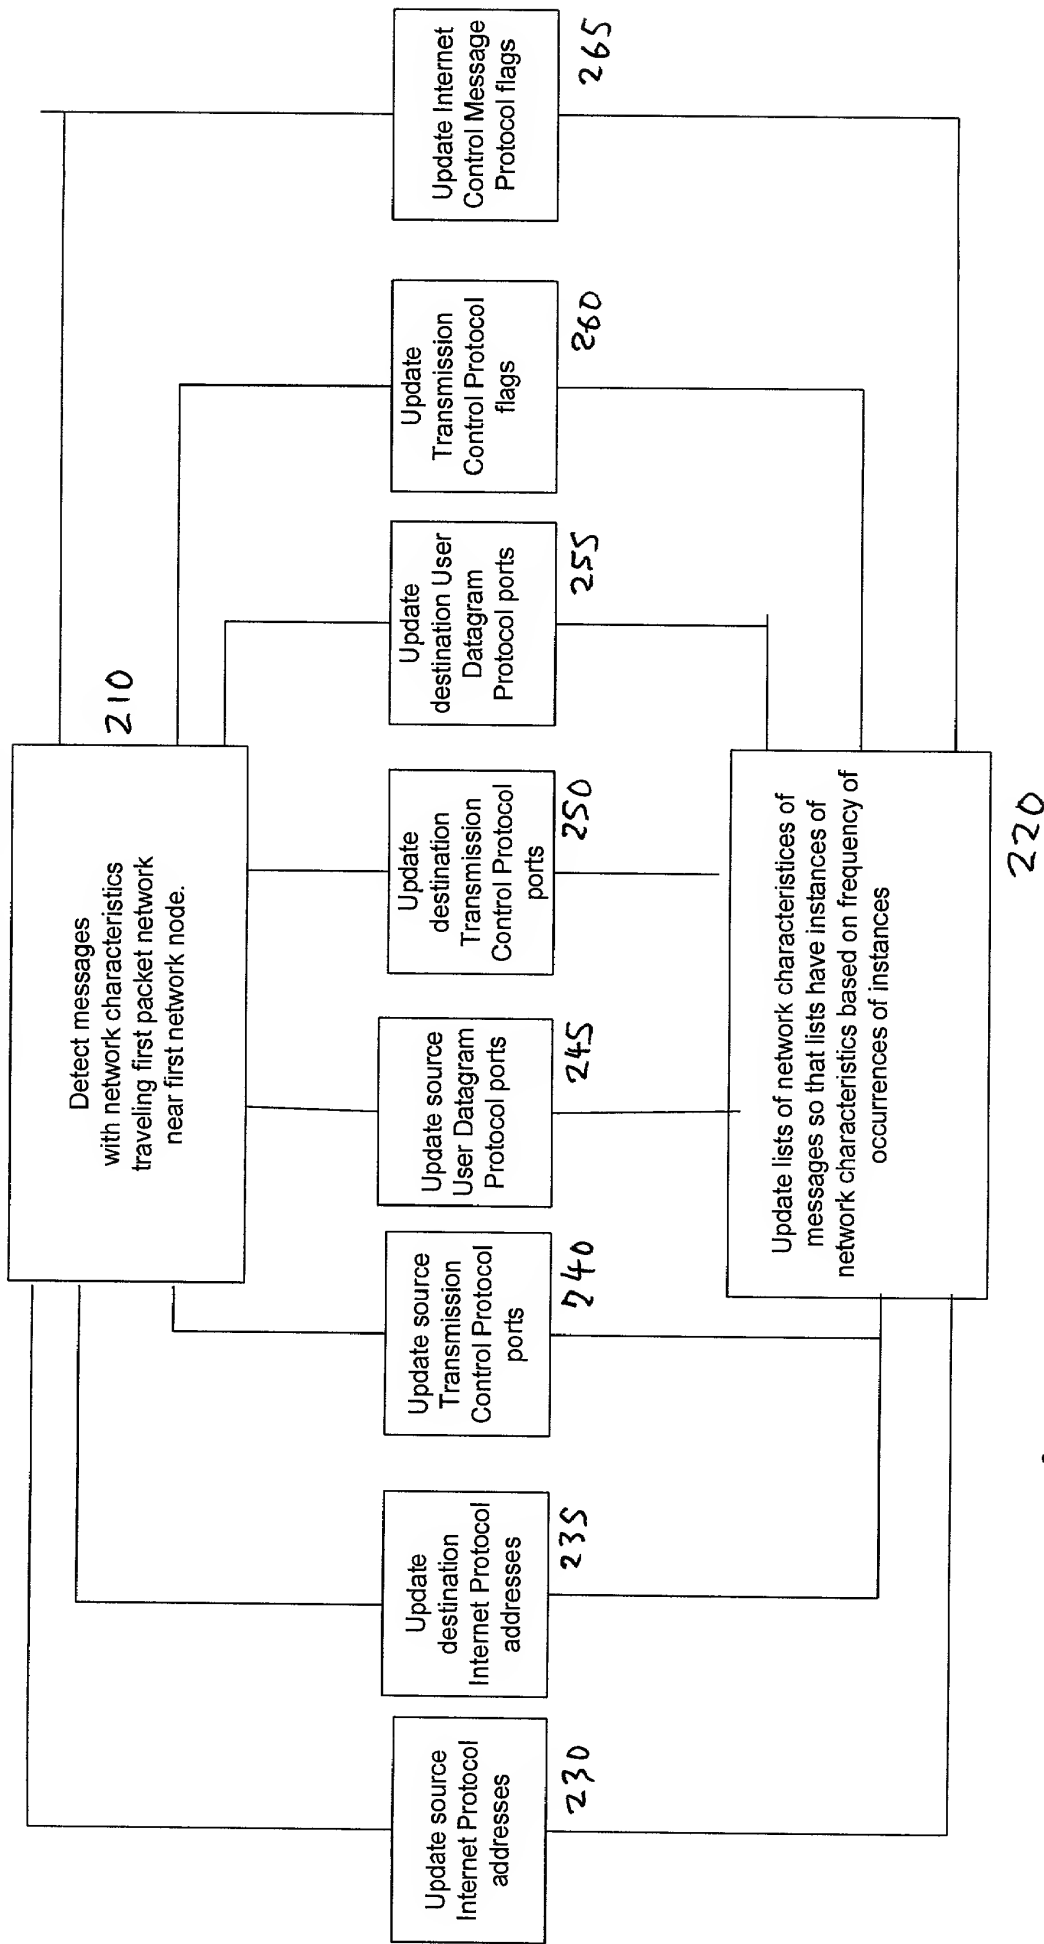 Detect messages
with network characteristics
traveling first packet network
near first network node.
210
Update source
Internet Protocol
addresses
230
Update
destination
Internet Protocol
addresses
235
Update source
Transmission
Control Protocol
ports
240
Update source
User Datagram
Protocol ports
245
Update
destination
Transmission
Control Protocol
ports
250
Update
destination User
Datagram
Protocol ports
255
Update
Transmission
Control Protocol
flags
260
Update Internet
Control Message
Protocol flags
265
Update lists of network characteristices of
messages so that lists have instances of
network characteristics based on frequency of
occurrences of instances
220